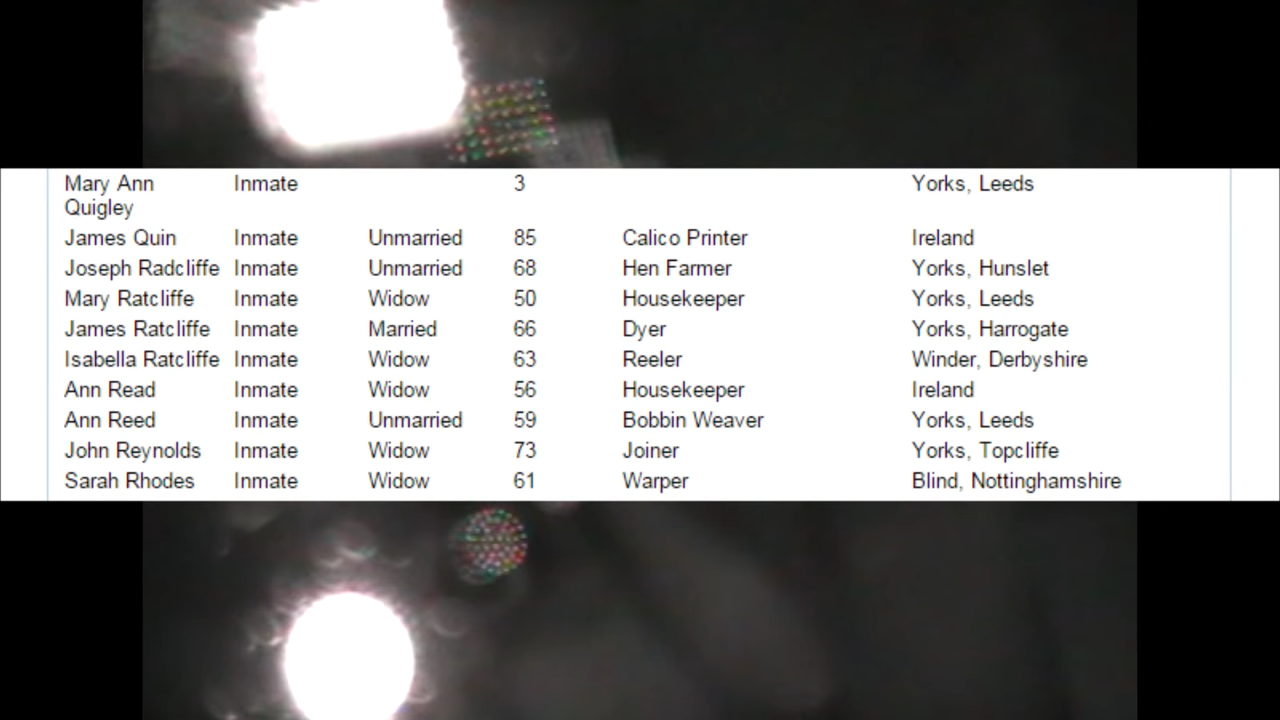 Mary Ann Inmate 3 Yorks, Leeds
Quigley
James Quin Inmate Unmarried 85 Calico Printer Ireland
Joseph Radcliffe Inmate Unmarried 68 Hen Farmer Yorks, Hunslet
Mary Ratcliffe Inmate Widow 50 Housekeeper Yorks, Leeds
James Ratcliffe Inmate Married 66 Dyer Yorks, Harrogate
Isabella Ratcliffe Inmate Widow 63 Reeler Winder, Derbyshire
Ann Read Inmate Widow 56 Housekeeper Ireland
Ann Reed Inmate Unmarried 59 Bobbin Weaver Yorks, Leeds
John Reynolds Inmate Widow 73 Joiner Yorks, Topcliffe
Sarah Rhodes Inmate Widow 61 Warper Blind, Nottinghamshire